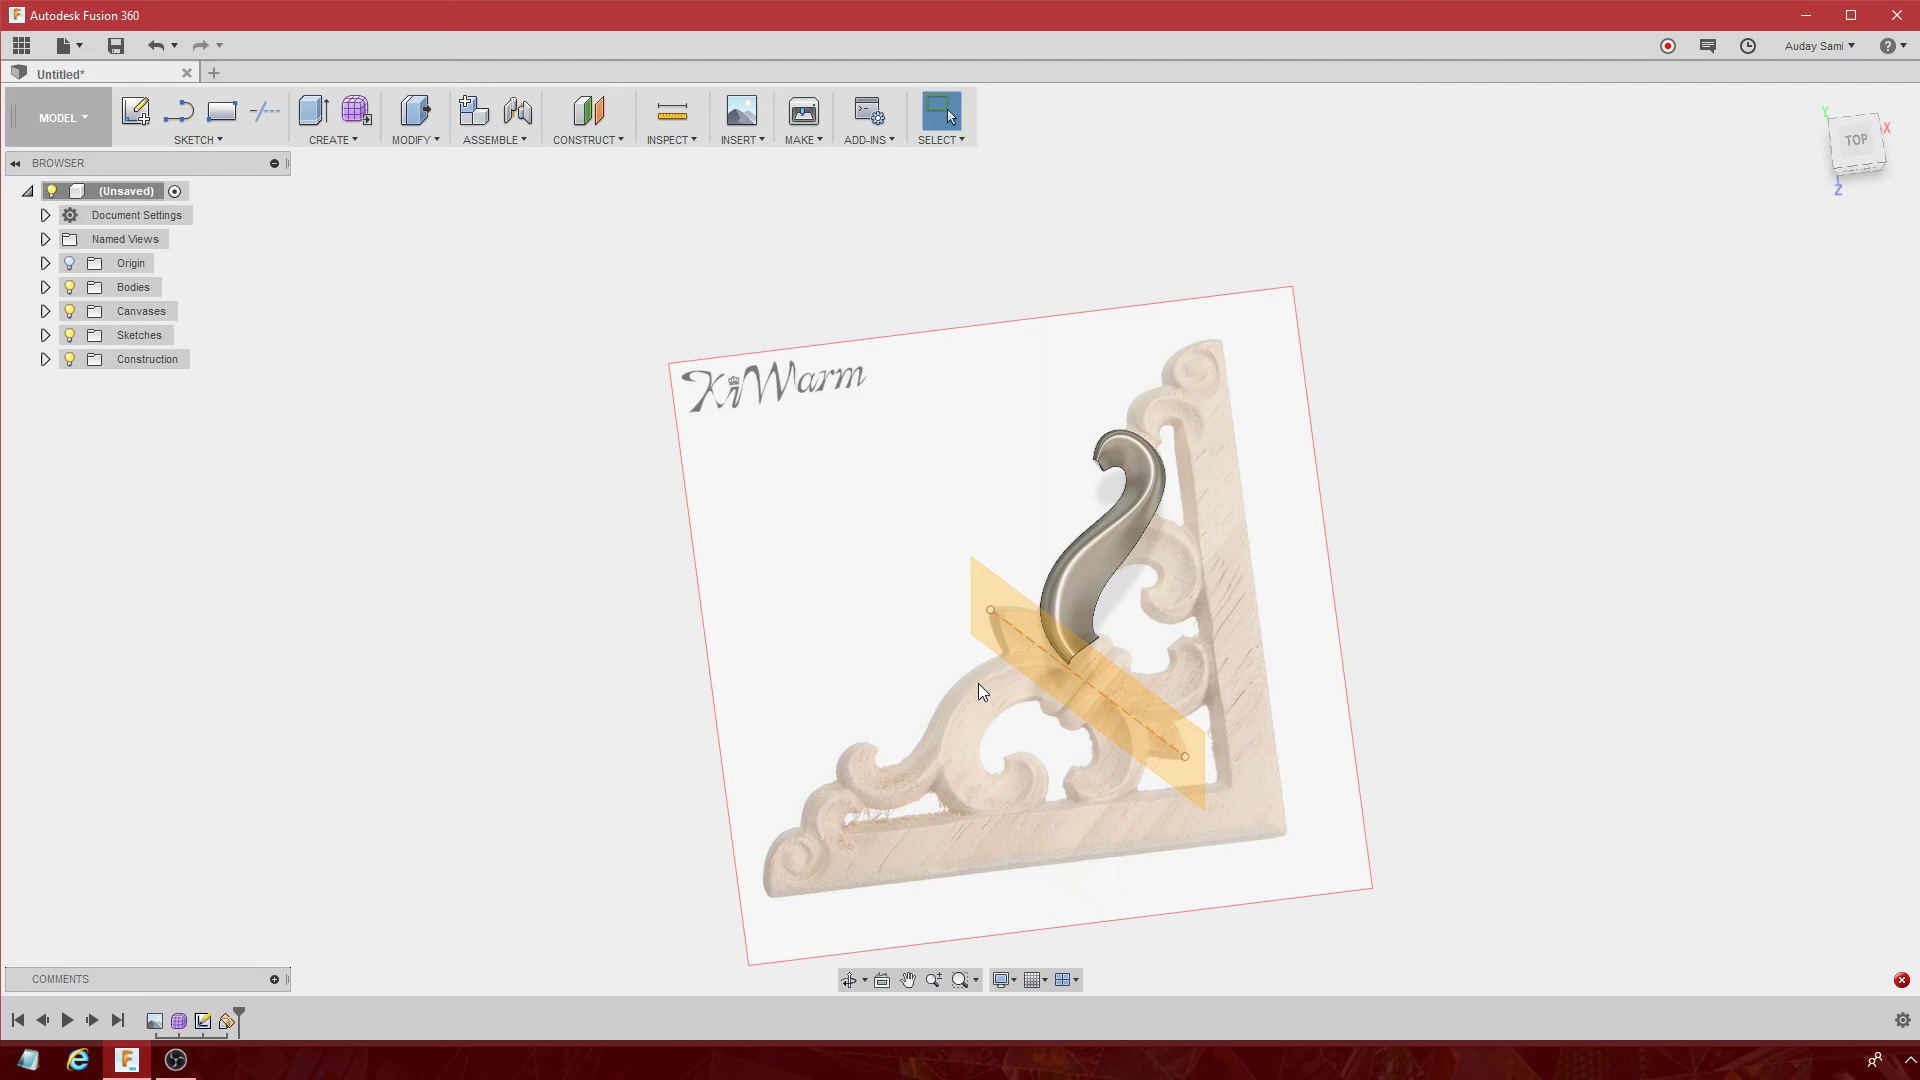 Autodesk Fusion 360
Auday Sami
Untitled*
MODEL
SKETCH
CREATE
MODIFY
ASSEMBLE
CONSTRUCT
INSPECT
INSERT
MAKE
ADD-INS
SELECT
BROWSER
(Unsaved)
Document Settings
Named Views
Origin
Bodies
Canvases
Sketches
Construction
Y
X
TOP
Z
KiWarm
COMMENTS